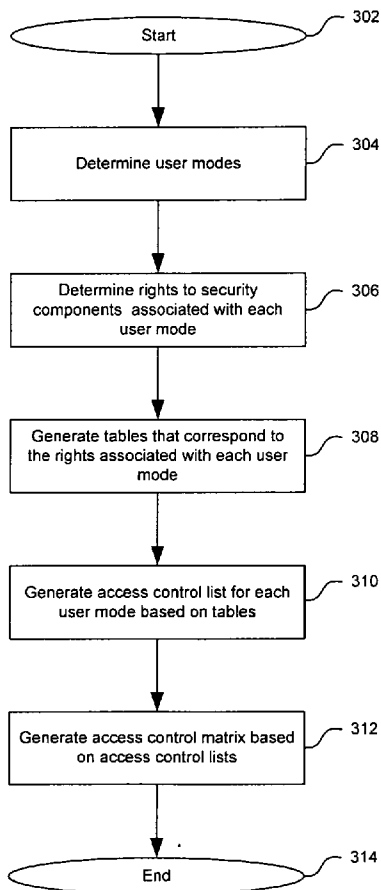 302
Start
304
Determine user modes
306
Determine rights to security
components associated with each
user mode
308
Generate tables that correspond to
the rights associated with each user
mode
310
Generate access control list for each
user mode based on tables
312
Generate access control matrix based
on access control lists
314
End